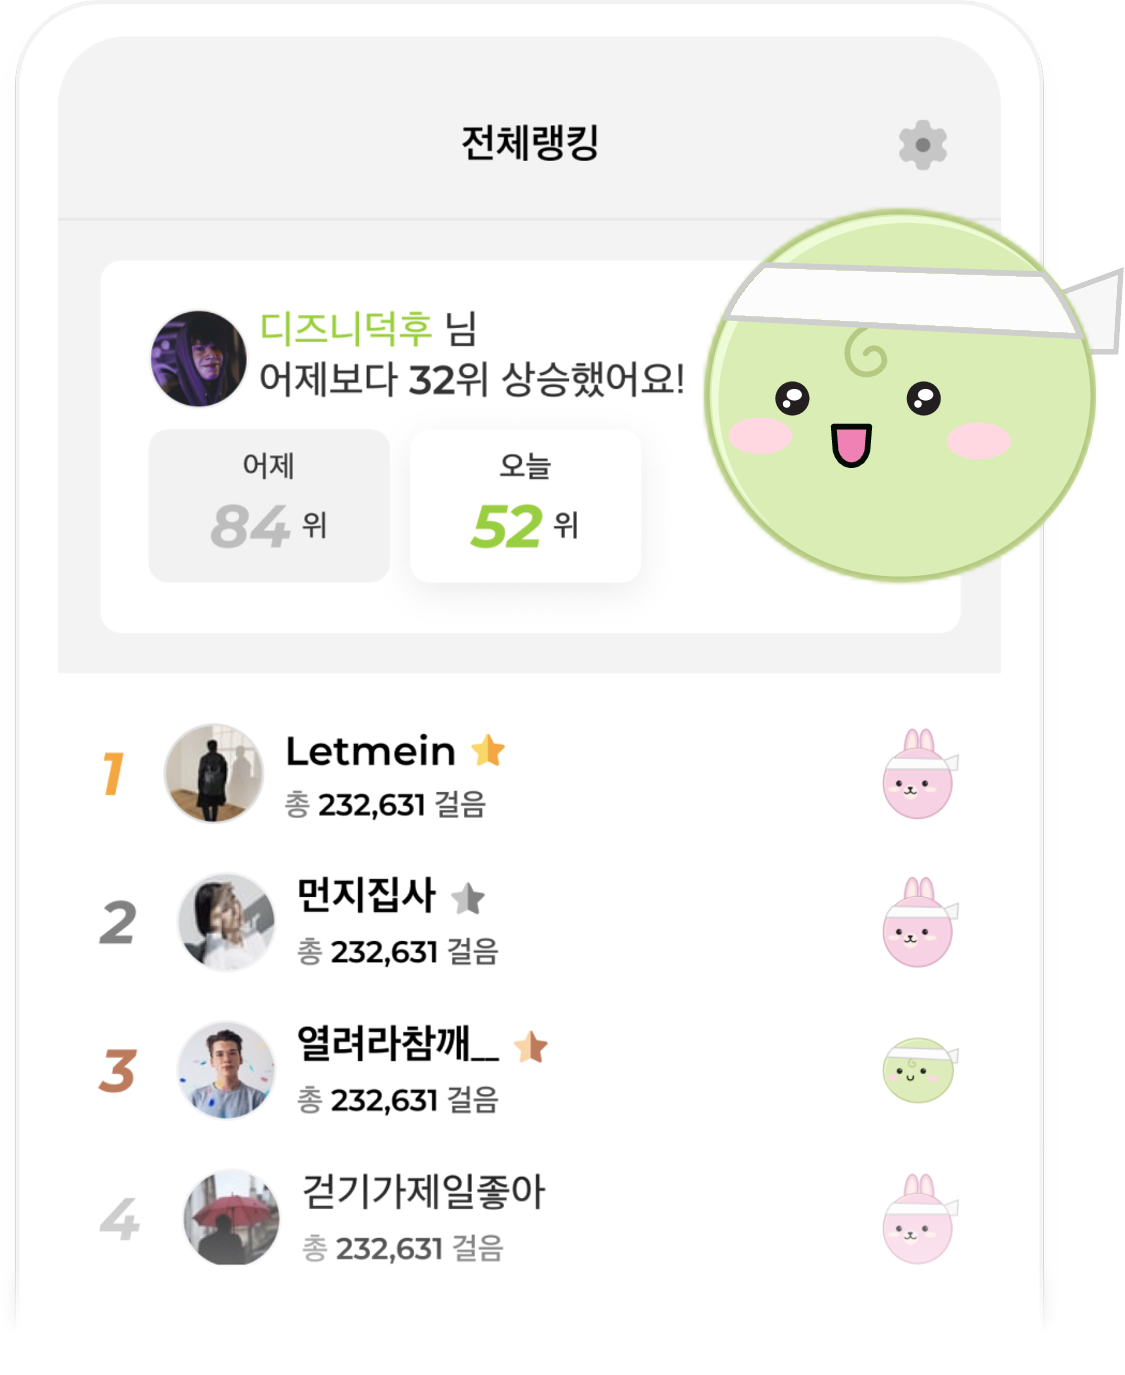 전체랭킹
디즈니덕후 님
어제보다 32위 상승했어요!
어제
84 위
오늘
52 위
1
Letmein
총 232,631 걸음
2
먼지집사
총 232,631 걸음
3
열려라참깨__
총 232,631 걸음
4
걷기가제일좋아
총 232,631 걸음